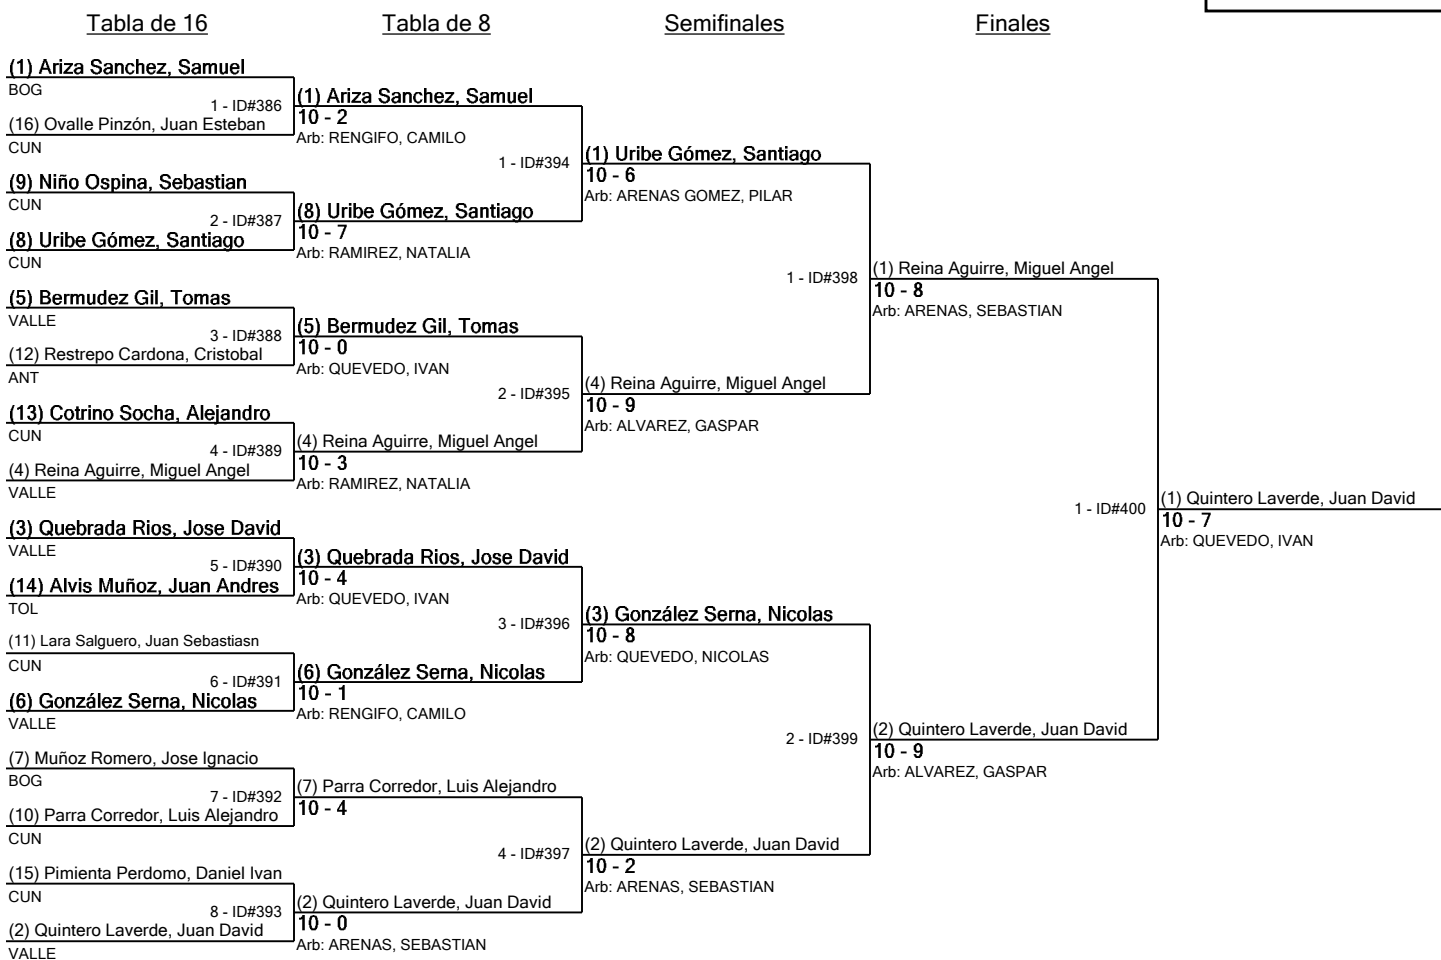 Tabla de 16
Tabla de 8
Semifinales
Finales
(1) Ariza Sanchez, Samuel
BOG
1 - ID#386
(16) Ovalle Pinzón, Juan Esteban
CUN
(9) Niño Ospina, Sebastian
CUN
2 - ID#387
(8) Uribe Gómez, Santiago
CUN
(5) Bermudez Gil, Tomas
VALLE
3 - ID#388
(12) Restrepo Cardona, Cristobal
ANT
(13) Cotrino Socha, Alejandro
CUN
4 - ID#389
(4) Reina Aguirre, Miguel Angel
VALLE
(3) Quebrada Rios, Jose David
VALLE
5 - ID#390
(14) Alvis Muñoz, Juan Andres
TOL
(11) Lara Salguero, Juan Sebastiasn
CUN
6 - ID#391
(6) González Serna, Nicolas
VALLE
(7) Muñoz Romero, Jose Ignacio
BOG
7 - ID#392
(10) Parra Corredor, Luis Alejandro
CUN
(15) Pimienta Perdomo, Daniel Ivan
CUN
8 - ID#393
(2) Quintero Laverde, Juan David
VALLE
(1) Ariza Sanchez, Samuel
10 - 2
Arb: RENGIFO, CAMILO
1 - ID#394
(8) Uribe Gómez, Santiago
10 - 7
Arb: RAMIREZ, NATALIA
(5) Bermudez Gil, Tomas
10 - 0
Arb: QUEVEDO, IVAN
2 - ID#395
(4) Reina Aguirre, Miguel Angel
10 - 3
Arb: RAMIREZ, NATALIA
(3) Quebrada Rios, Jose David
10 - 4
Arb: QUEVEDO, IVAN
3 - ID#396
(6) González Serna, Nicolas
10 - 1
Arb: RENGIFO, CAMILO
(7) Parra Corredor, Luis Alejandro
10 - 4
4 - ID#397
(2) Quintero Laverde, Juan David
10 - 0
Arb: ARENAS, SEBASTIAN
(1) Uribe Gómez, Santiago
10 - 6
Arb: ARENAS GOMEZ, PILAR
1 - ID#398
(4) Reina Aguirre, Miguel Angel
10 - 9
Arb: ALVAREZ, GASPAR
(3) González Serna, Nicolas
10 - 8
Arb: QUEVEDO, NICOLAS
2 - ID#399
(2) Quintero Laverde, Juan David
10 - 2
Arb: ARENAS, SEBASTIAN
(1) Reina Aguirre, Miguel Angel
10 - 8
Arb: ARENAS, SEBASTIAN
1 - ID#400
(2) Quintero Laverde, Juan David
10 - 9
Arb: ALVAREZ, GASPAR
(1) Quintero Laverde, Juan David
10 - 7
Arb: QUEVEDO, IVAN